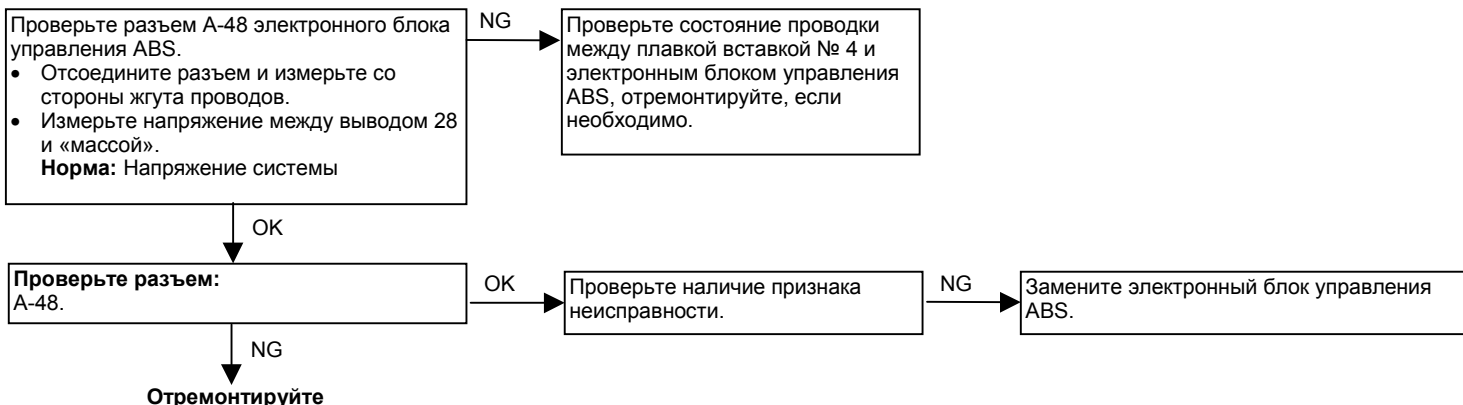 Проверьте разъем А-48 электронного блока
управления ABS.
• Отсоедините разъем и измерьте со
стороны жгута проводов.
• Измерьте напряжение между выводом 28
и «массой».
Норма: Напряжение системы
NG
Проверьте состояние проводки
между плавкой вставкой № 4 и
электронным блоком управления
ABS, отремонтируйте, если
необходимо.
OK
Проверьте разъем:
А-48.
OK
Проверьте наличие признака
неисправности.
NG
Замените электронный блок управления
ABS.
NG
Отремонтируйте